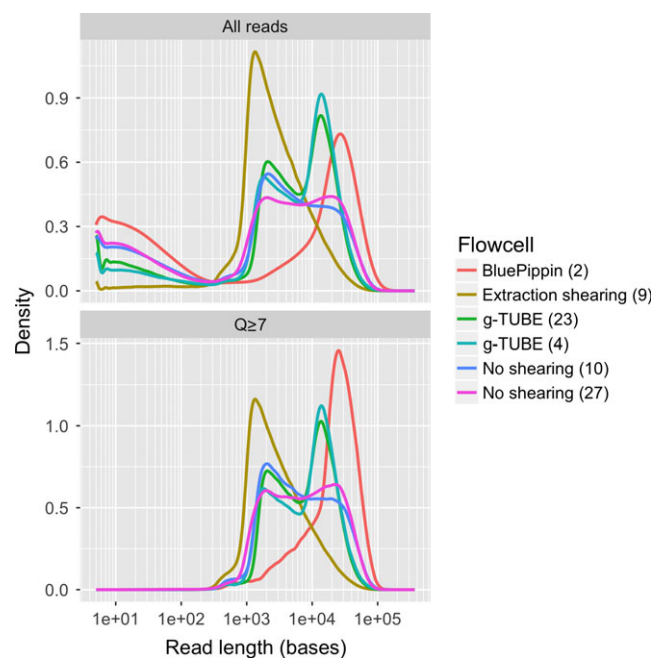 All reads
0.9
0.6
0.3
0.0
Density
Q≥7
1.5
1.0
0.5
0.0
1e+01 1e+02 1e+03 1e+04 1e+05
Read length (bases)
Flowcell
BluePippin (2)
Extraction shearing (9)
g-TUBE (23)
g-TUBE (4)
No shearing (10)
No shearing (27)